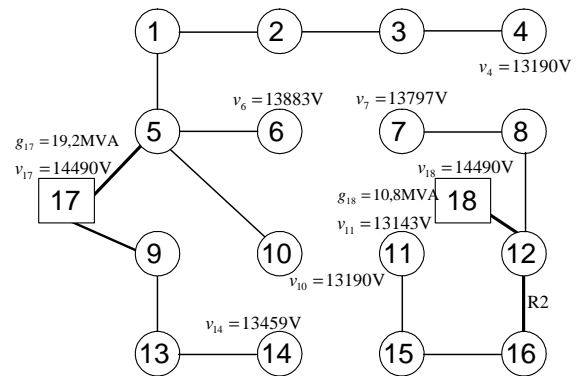 1
2
3
4
v4 =13190V
v6 =13883V
v7 =13797V
g17 =19,2MVA
5
6
7
8
v17 =14490V
v18 =14490V
17
g18 =10,8MVA
18
v11 =13143V
9
10
11
12
v10 =13190V
R2
v14 =13459V
13
14
15
16